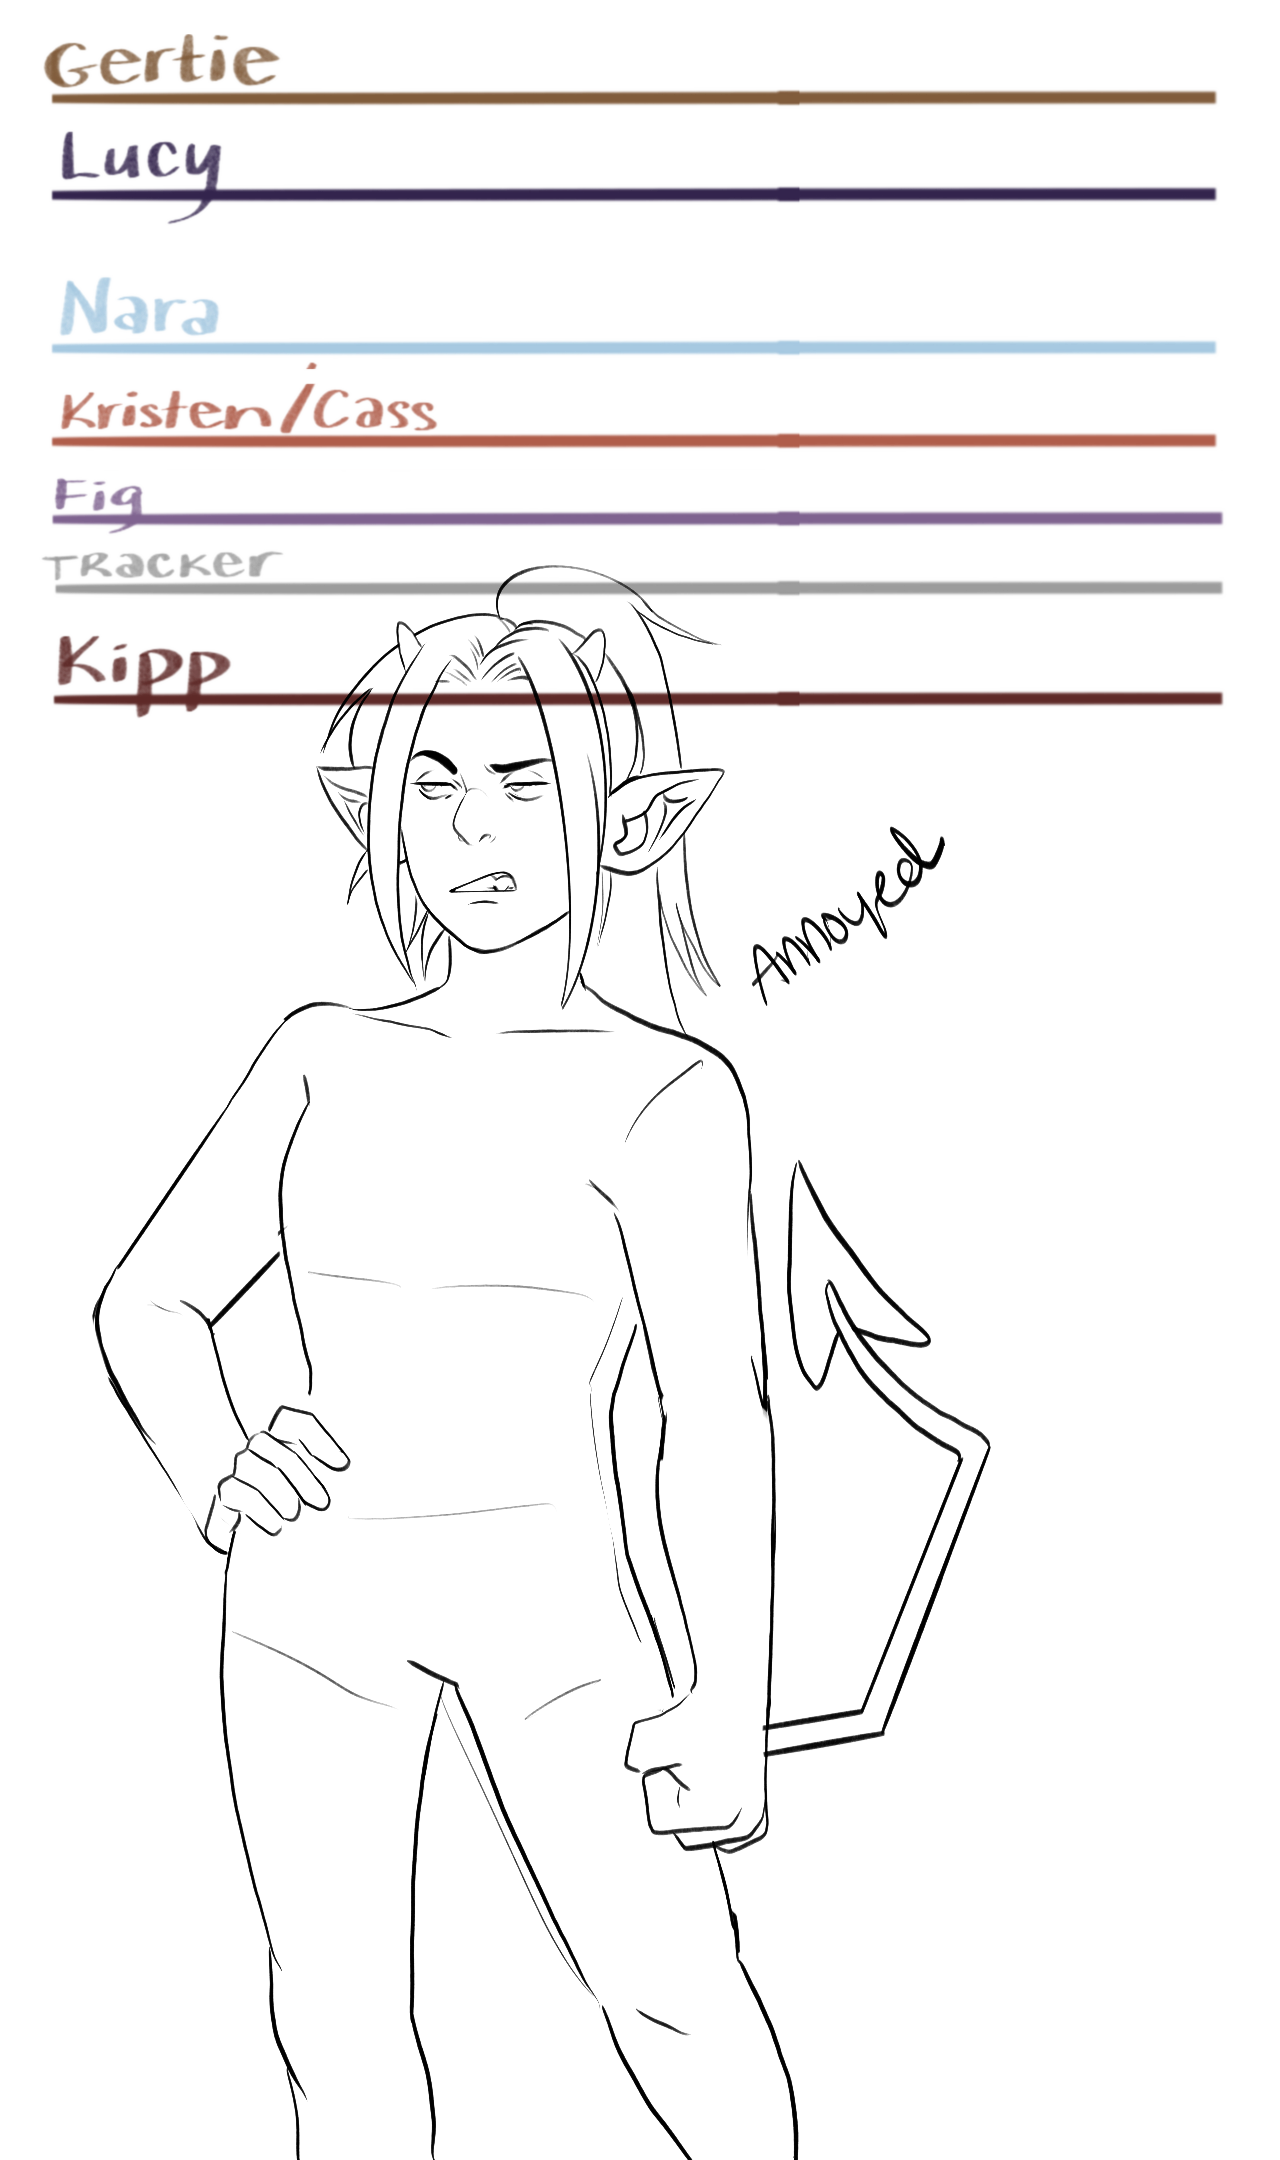 Gertie
Lucy
Nara
Kristen/Cass
Fig
TRacKer
Kipp
Annoyed